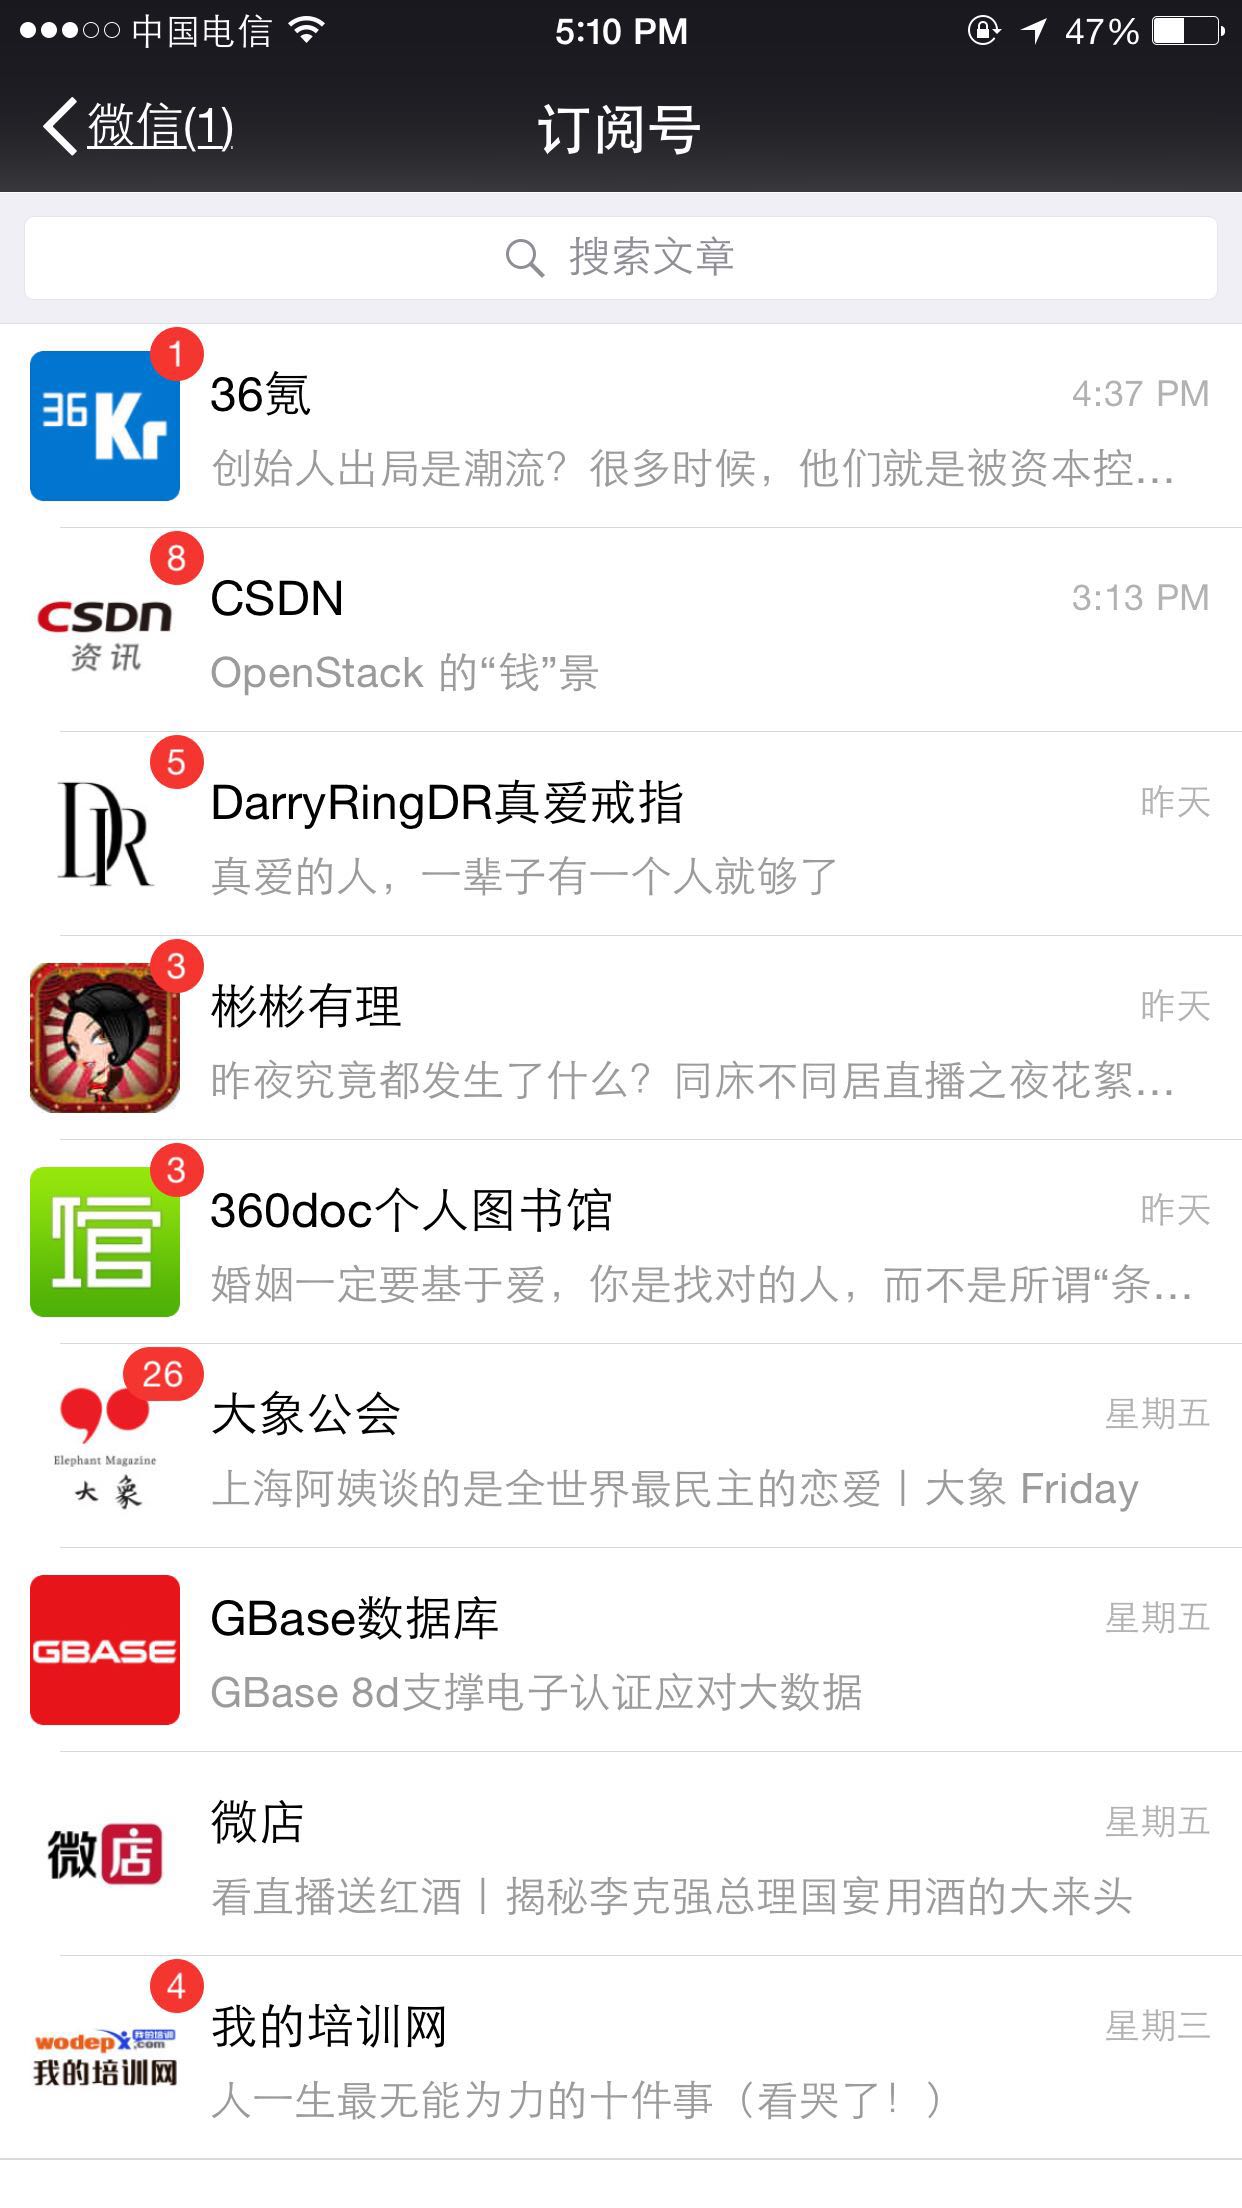 中国电信 5:10 PM 47%
微信(1) 订阅号
搜索文章
36Kr 1
36氪 4:37 PM
创始人出局是潮流？很多时候，他们就是被资本控...
8
CSDN 资讯
CSDN 3:13 PM
OpenStack 的“钱”景
5
DR
DarryRingDR真爱戒指 昨天
真爱的人，一辈子有一个人就够了
3
彬彬有理 昨天
昨夜究竟都发生了什么？同床不同居直播之夜花絮...
3
馆
360doc个人图书馆 昨天
婚姻一定要基于爱，你是找对的人，而不是所谓“条...
26
Elephant Magazine
大象
大象公会 星期五
上海阿姨谈的是全世界最民主的恋爱丨大象 Friday
GBASE
GBase数据库 星期五
GBase 8d支撑电子认证应对大数据
微店
微店 星期五
看直播送红酒丨揭秘李克强总理国宴用酒的大来头
4
wodepx.com 我的培训
我的培训网
我的培训网 星期三
人一生最无能为力的十件事（看哭了！）